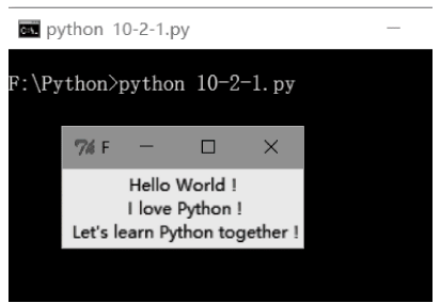 python 10-2-1.py
F:\Python>python 10-2-1.py
F
Hello World !
I love Python !
Let's learn Python together !